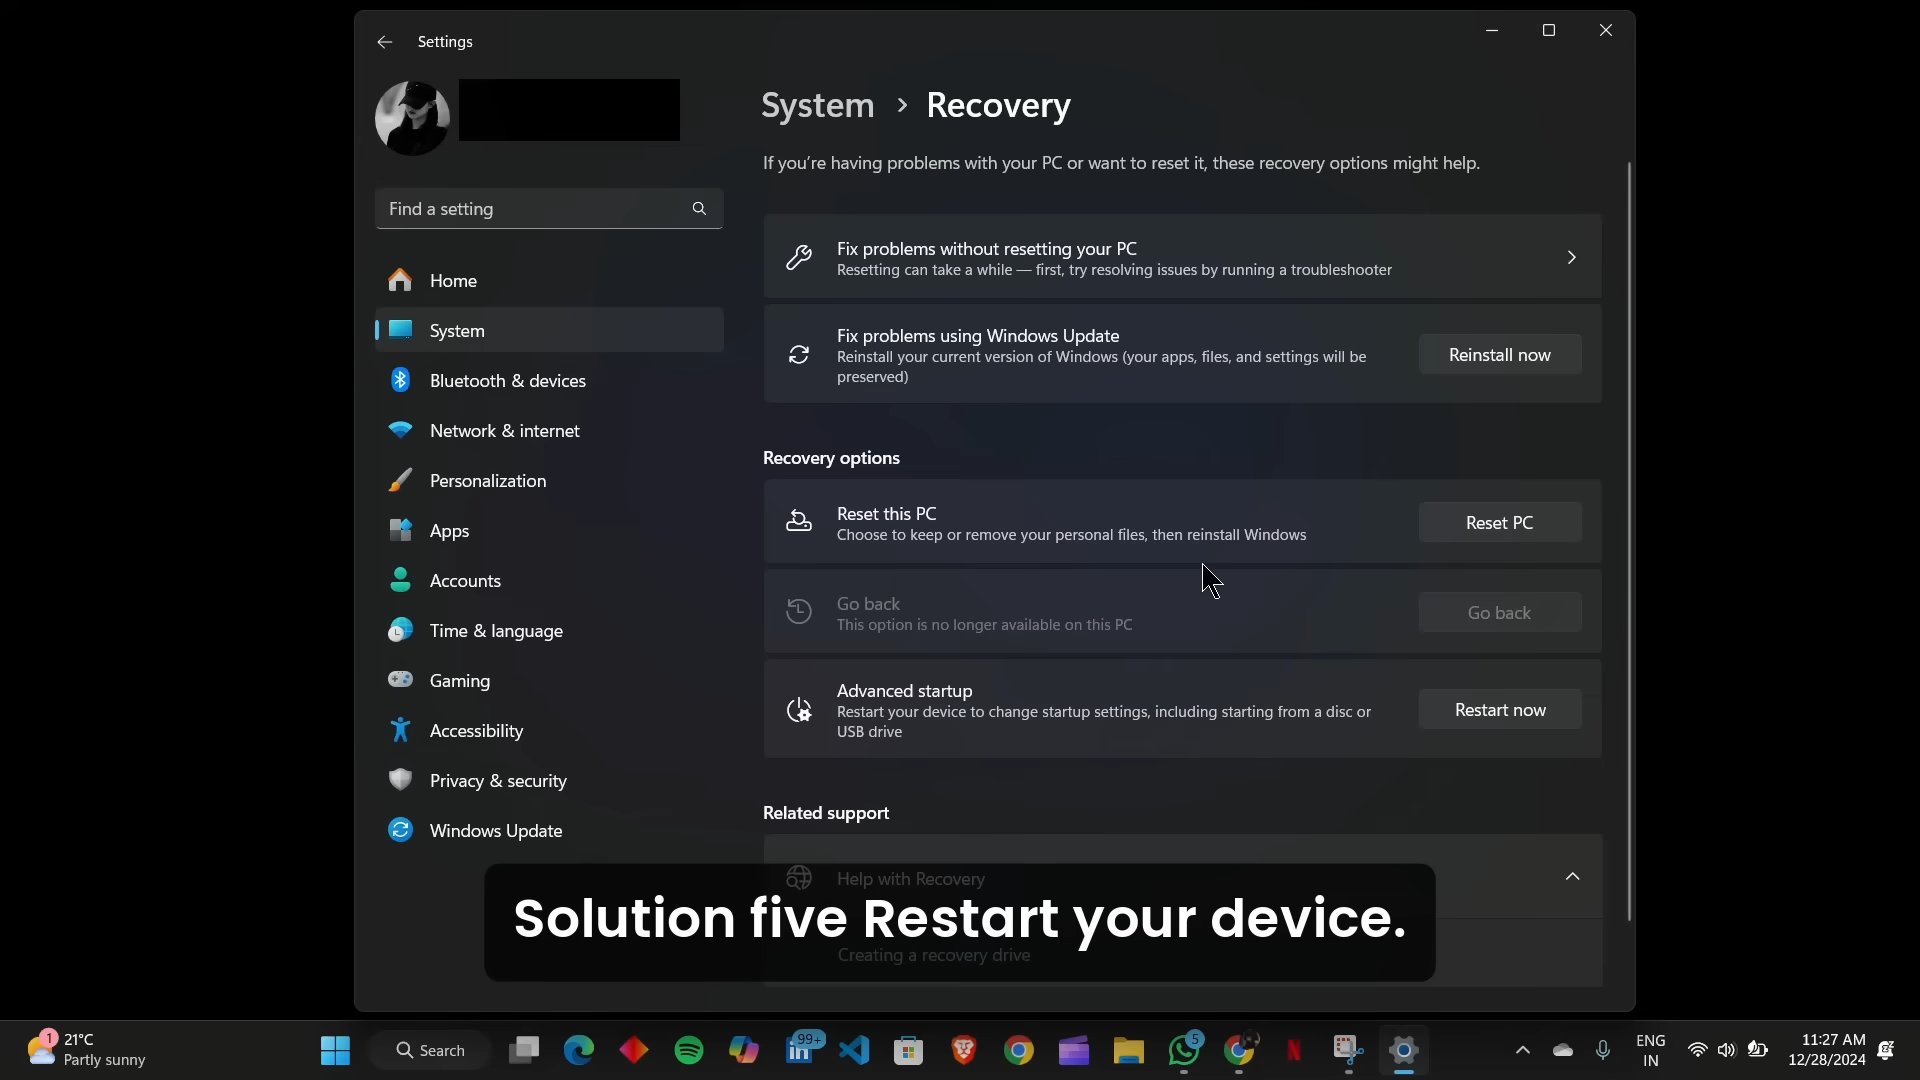 Settings
System > Recovery
If you're having problems with your PC or want to reset it, these recovery options might help.
Find a setting
Home
System
Bluetooth & devices
Network & internet
Personalization
Apps
Accounts
Time & language
Gaming
Accessibility
Privacy & security
Windows Update
Fix problems without resetting your PC
Resetting can take a while — first, try resolving issues by running a troubleshooter
Fix problems using Windows Update
Reinstall your current version of Windows (your apps, files, and settings will be
preserved)
Reinstall now
Recovery options
Reset this PC
Choose to keep or remove your personal files, then reinstall Windows
Reset PC
Go back
This option is no longer available on this PC
Go back
Advanced startup
Restart your device to change startup settings, including starting from a disc or
USB drive
Restart now
Related support
Help with Recovery
Solution five Restart your device.
Creating a recovery drive
1
21°C
Partly sunny
Search
99+
5
ENG
IN
11:27 AM
12/28/2024